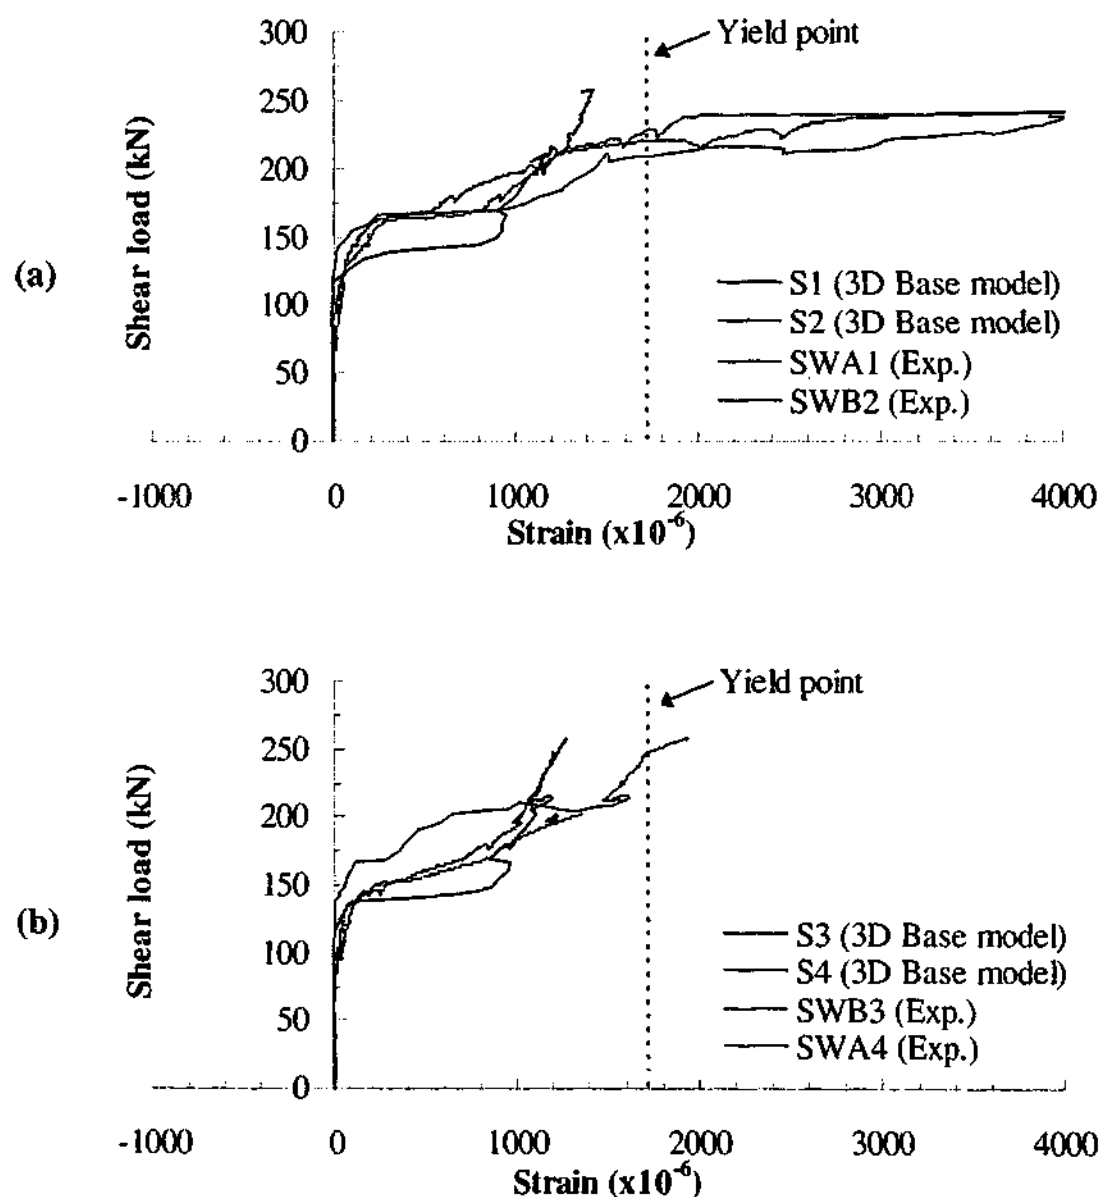 300
Yield point
250
200
Shear load (kN)
150
(a)
100
S1 (3D Base model)
S2 (3D Base model)
50
SWA1 (Exp.)
SWB2 (Exp.)
0
-1000 0 1000 2000 3000 4000
Strain (x10-6)
300
Yield point
250
200
Shear load (kN)
150
(b)
100
S3 (3D Base model)
S4 (3D Base model)
50
SWB3 (Exp.)
SWA4 (Exp.)
0
-1000 0 1000 2000 3000 4000
Strain (x10-6)